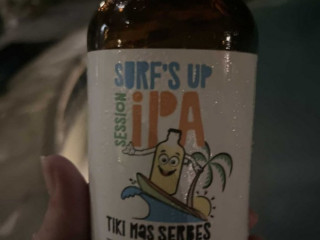 SURF'S UP
SESSION
IPA
TIKI MAS SERBES